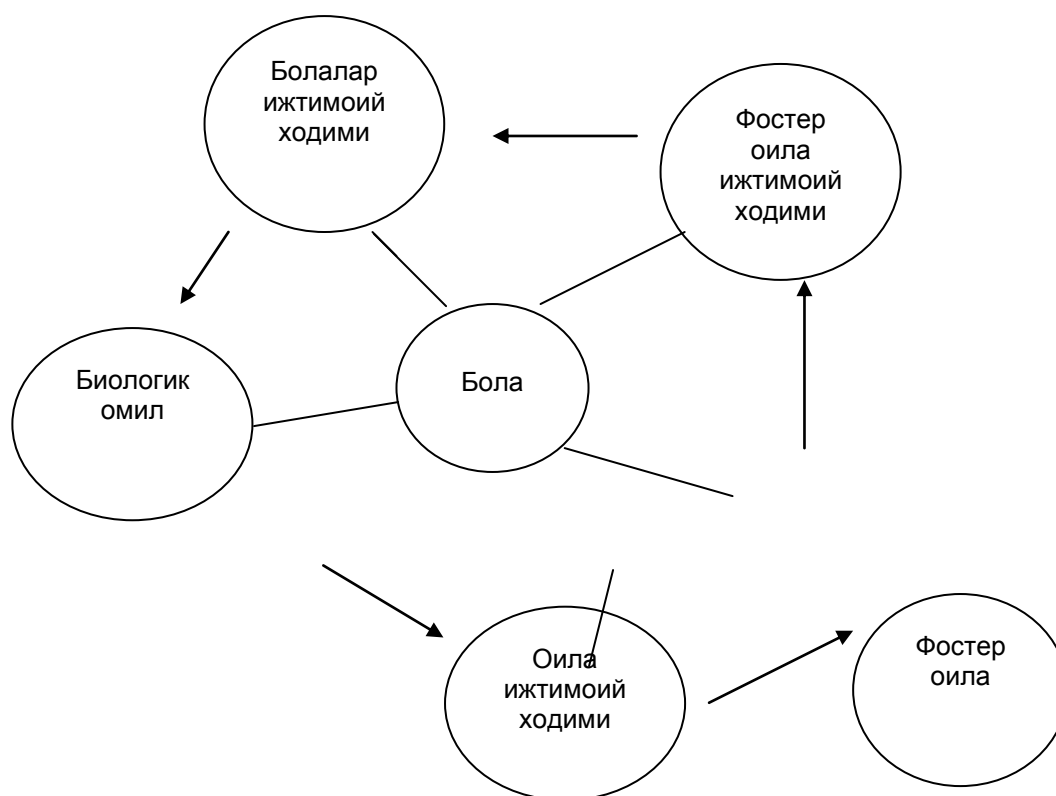 Болалар
ижтимоий
ходими
Фостер
оила
ижтимоий
ходими
Биологик
омил
Бола
Оила
ижтимоий
ходими
Фостер
оила